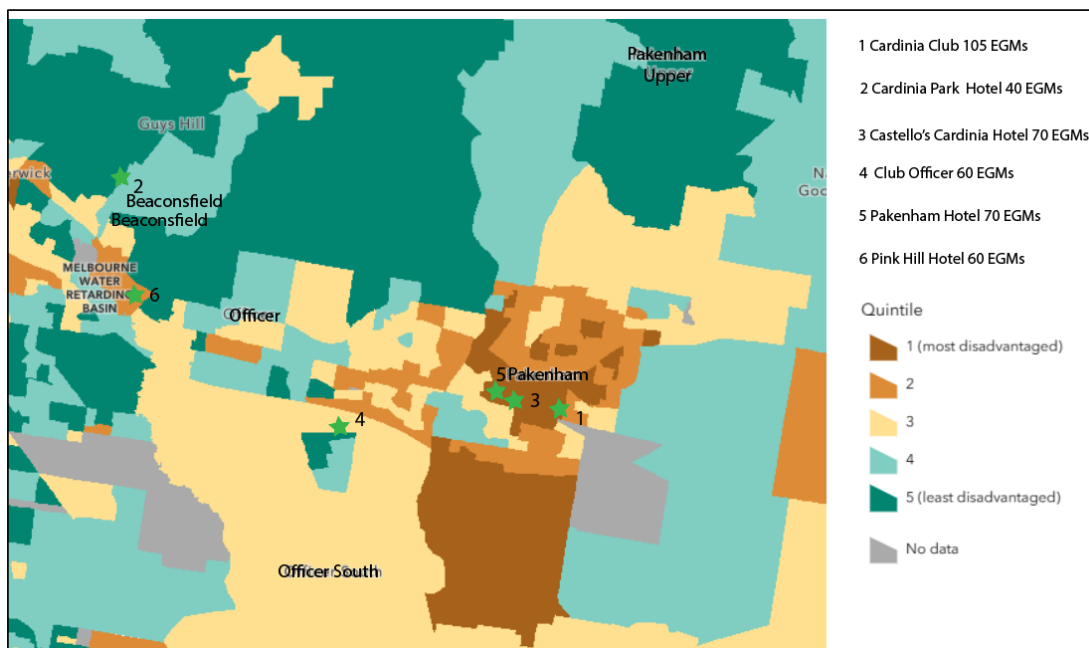 Pakenham
Upper
Guys Hill
erwick
Na
Goo
2
Beaconsfield
Beaconsfield
MELBOURNE
WATER
RETARDING
BASIN
6
Officer
5 Pakenham
3
1
4
Officer South
1 Cardinia Club 105 EGMs
2 Cardinia Park Hotel 40 EGMs
3 Castello's Cardinia Hotel 70 EGMs
4 Club Officer 60 EGMs
5 Pakenham Hotel 70 EGMs
6 Pink Hill Hotel 60 EGMs
Quintile
1 (most disadvantaged)
2
3
4
5 (least disadvantaged)
No data